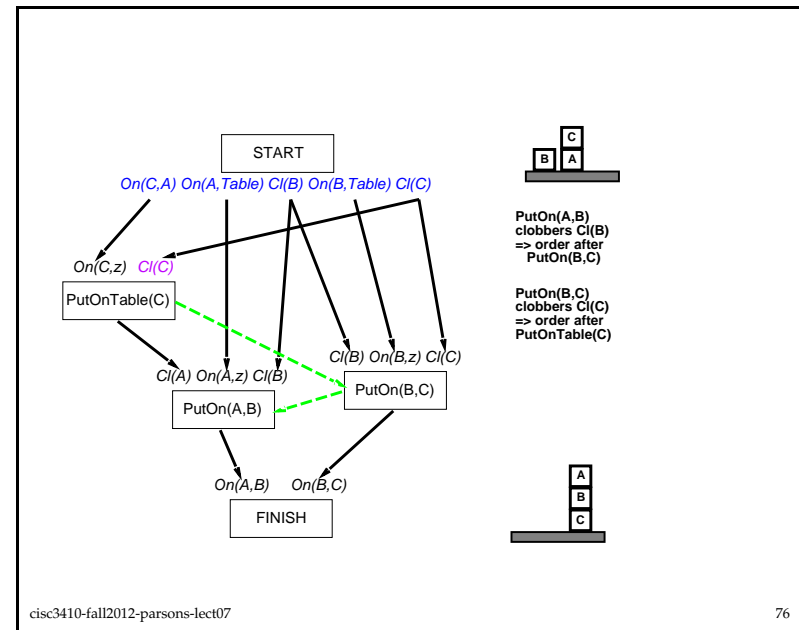 START
C
B A
On(C,A) On(A,Table) Cl(B) On(B,Table) Cl(C)
PutOn(A,B)
clobbers Cl(B)
=> order after
PutOn(B,C)
On(C,z) Cl(C)
PutOnTable(C)
PutOn(B,C)
clobbers Cl(C)
=> order after
PutOnTable(C)
Cl(B) On(B,z) Cl(C)
PutOn(B,C)
Cl(A) On(A,z) Cl(B)
PutOn(A,B)
On(A,B) On(B,C)
FINISH
A
B
C
cisc3410-fall2012-parsons-lect07 76